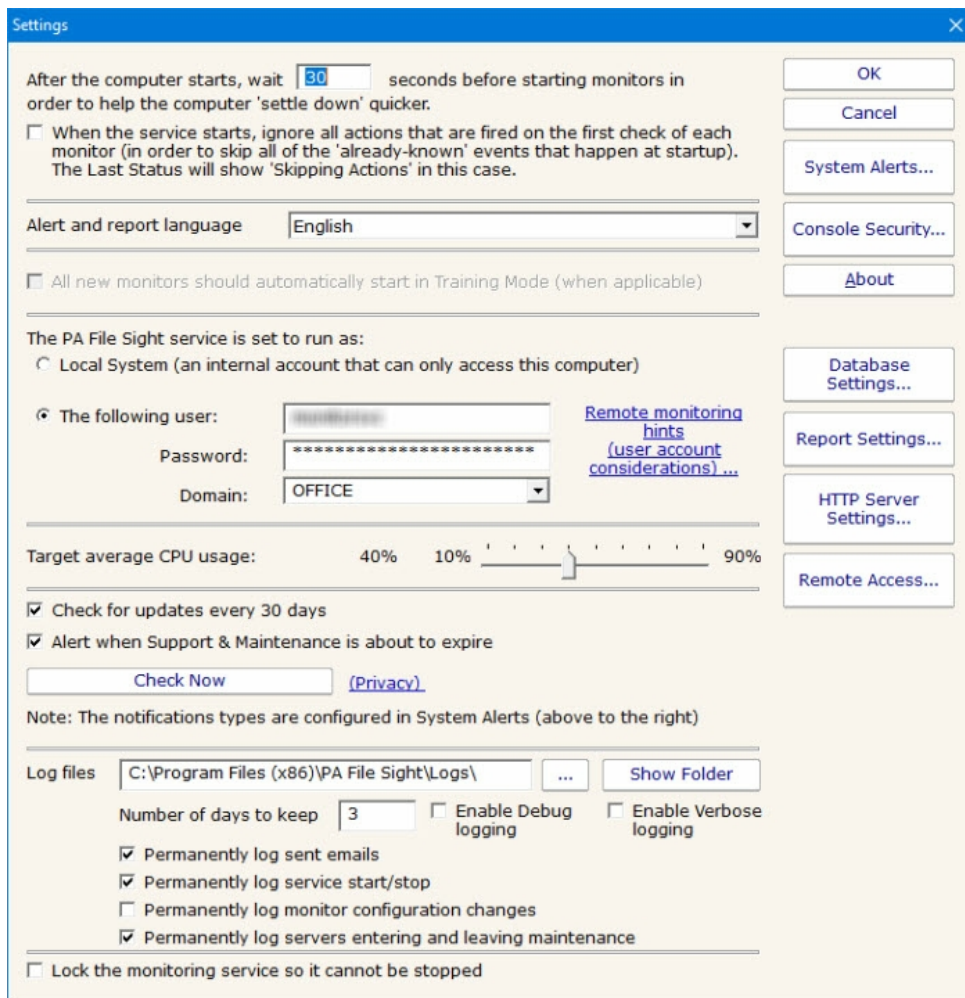 Settings
After the computer starts, wait 30 seconds before starting monitors in
order to help the computer 'settle down' quicker.
When the service starts, ignore all actions that are fired on the first check of each
monitor (in order to skip all of the 'already-known' events that happen at startup).
The Last Status will show 'Skipping Actions' in this case.
Alert and report language English
All new monitors should automatically start in Training Mode (when applicable)
The PA File Sight service is set to run as:
Local System (an internal account that can only access this computer)
The following user:
Password: ***********************
Domain: OFFICE
Remote monitoring
hints
(user account
considerations) ...
Target average CPU usage: 40% 10% 90%
Check for updates every 30 days
Alert when Support & Maintenance is about to expire
Check Now (Privacy)
Note: The notifications types are configured in System Alerts (above to the right)
Log files C:\Program Files (x86)\PA File Sight\Logs\ ... Show Folder
Number of days to keep 3
Enable Debug
logging
Enable Verbose
logging
Permanently log sent emails
Permanently log service start/stop
Permanently log monitor configuration changes
Permanently log servers entering and leaving maintenance
Lock the monitoring service so it cannot be stopped
OK
Cancel
System Alerts...
Console Security...
About
Database
Settings...
Report Settings...
HTTP Server
Settings...
Remote Access...